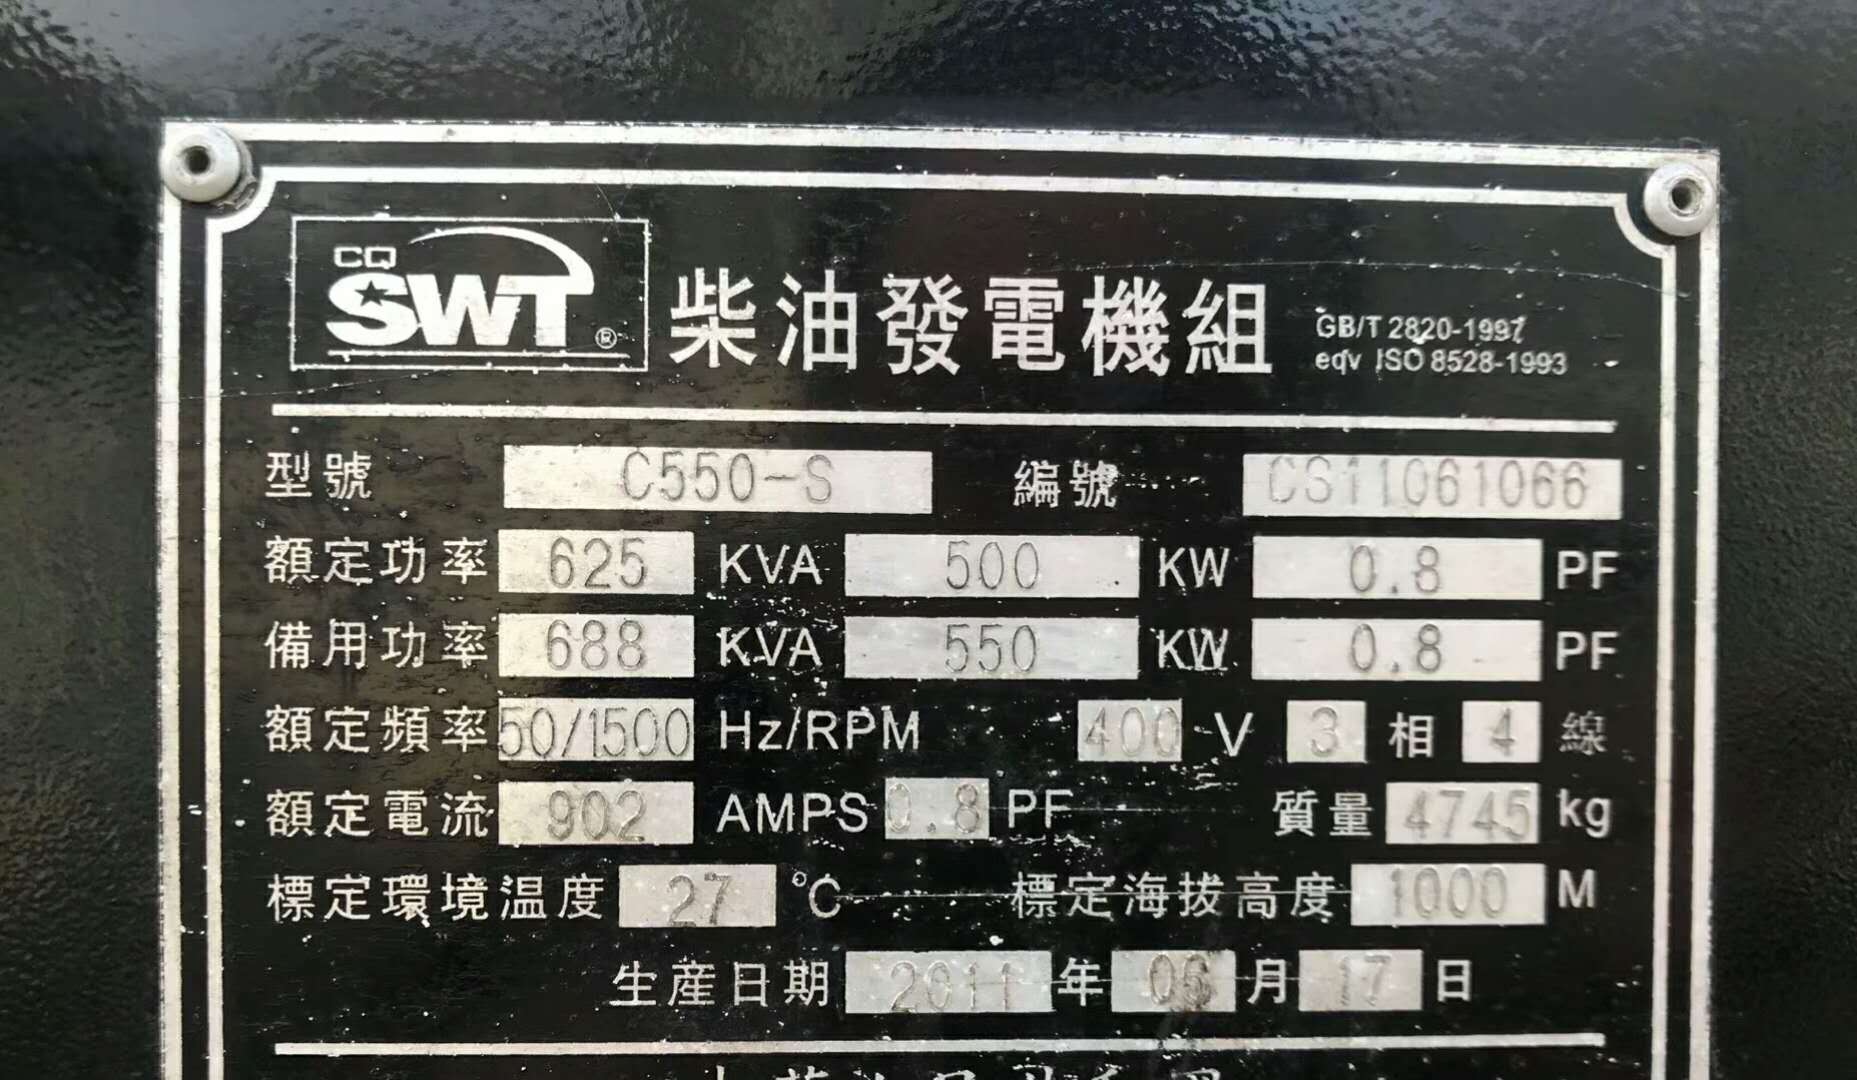 CQ
SWT®
柴油發電機組
GB/T 2820-1997
eqv ISO 8528-1993
型號 C550-S 編號 CS11061066
額定功率 625 KVA 500 KW 0.8 PF
備用功率 688 KVA 550 KW 0.8 PF
額定頻率 50/1500 Hz/RPM 400 V 3 相 4 線
額定電流 902 AMPS 0.8 PF 質量 4745 kg
標定環境温度 27 °C 標定海拔高度 1000 M
生産日期 2011 年 06 月 17 日